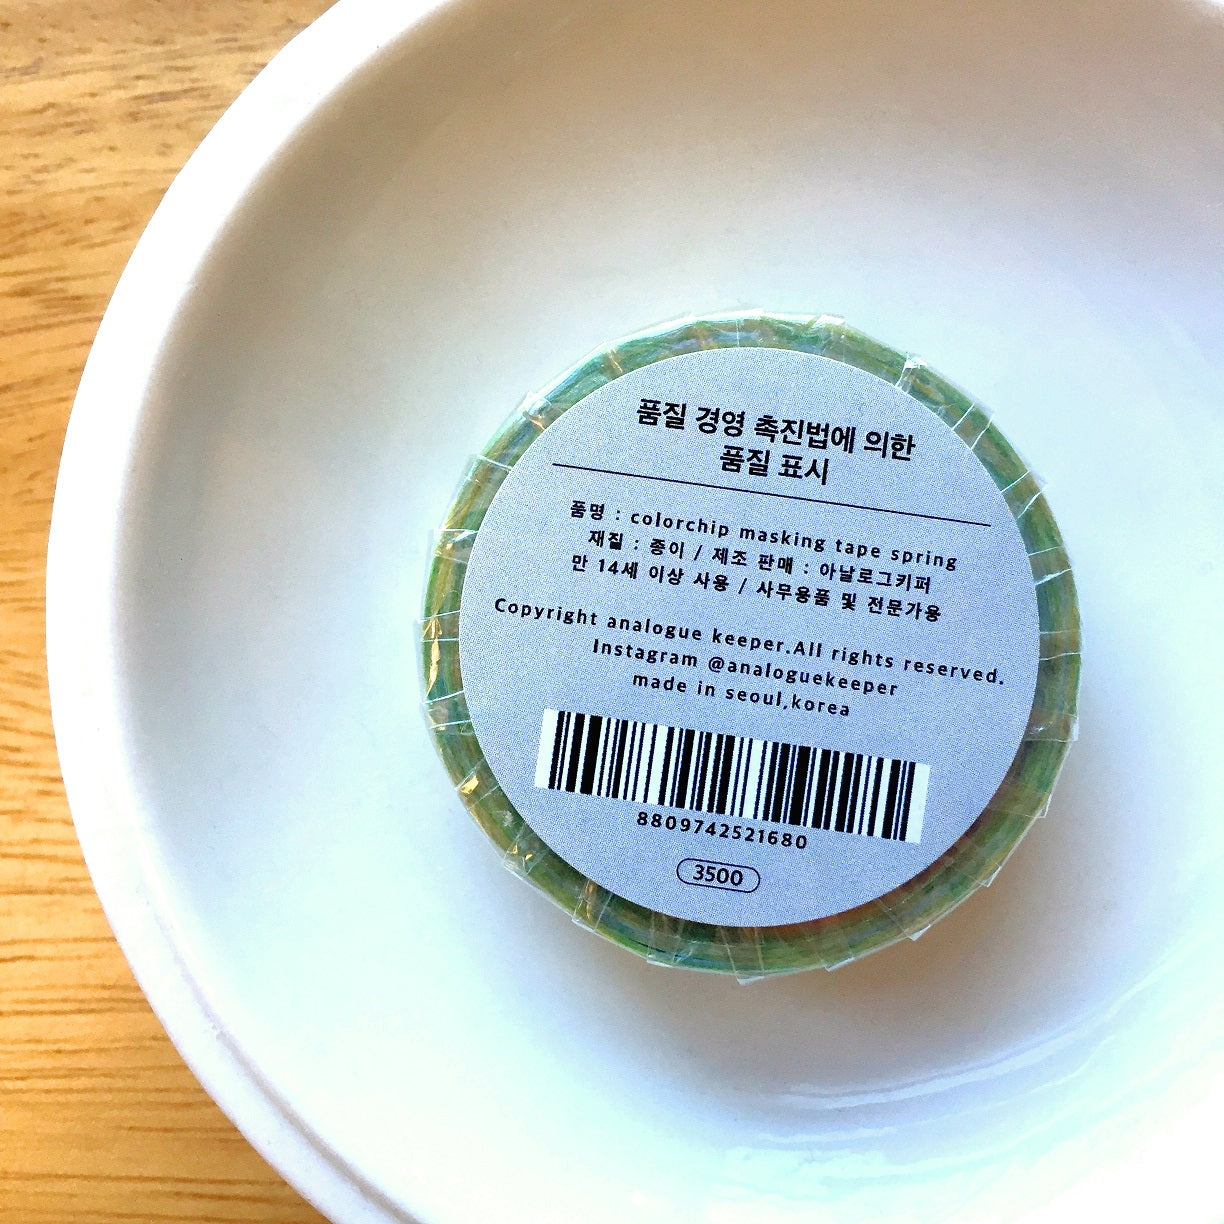 품질 경영 촉진법에 의한
품질 표시
품명 : colorchip masking tape spring
재질 : 종이 / 제조 판매 : 아날로그키퍼
만 14세 이상 사용 / 사무용품 및 전문가용
Copyright analogue keeper.All rights reserved.
Instagram @analoguekeeper
made in seoul,korea
8809742521680
3500